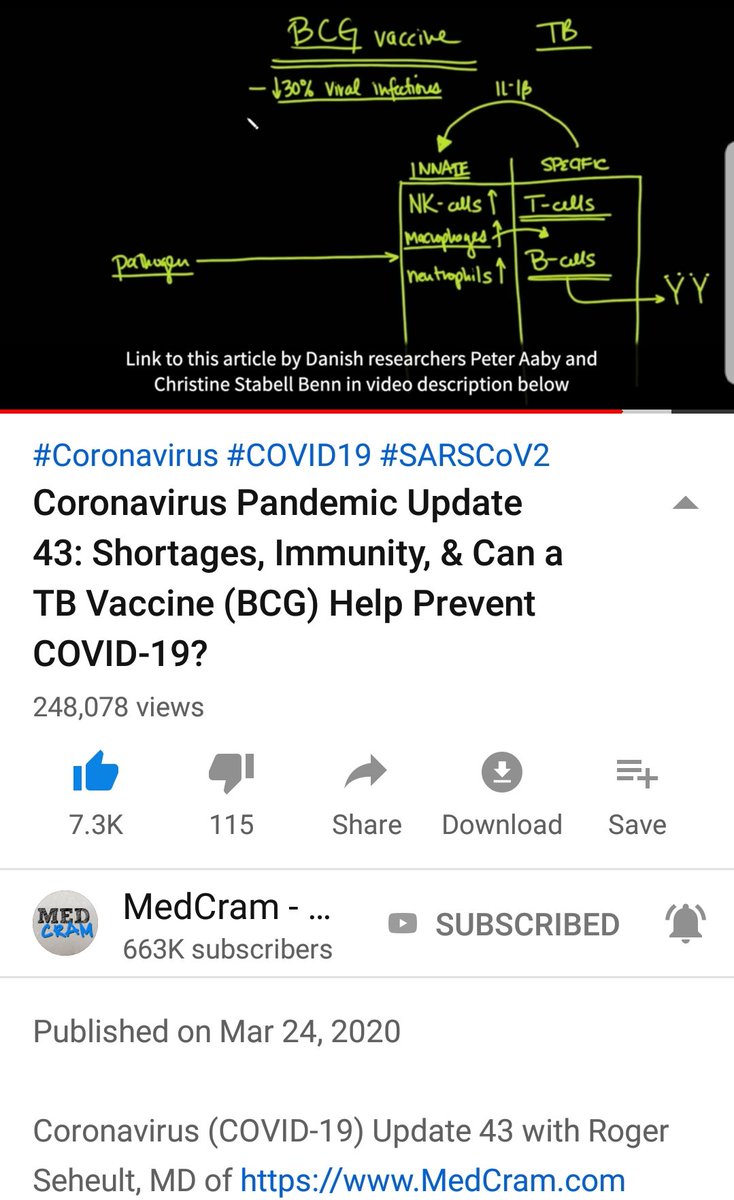 BCG vaccine TB
- ↓30% Viral Infections IL-1β
INNATE SPECIFIC
NK-cells ↑ T-cells
Macrophages ↑
pathogen B-cells
neutrophils ↑ ŸŸ
Link to this article by Danish researchers Peter Aaby and
Christine Stabell Benn in video description below
#Coronavirus #COVID19 #SARSCoV2
Coronavirus Pandemic Update
43: Shortages, Immunity, & Can a
TB Vaccine (BCG) Help Prevent
COVID-19?
248,078 views
7.3K 115 Share Download Save
MED
CRAM
MedCram - ...
SUBSCRIBED
663K subscribers
Published on Mar 24, 2020
Coronavirus (COVID-19) Update 43 with Roger
Seheult, MD of https://www.MedCram.com